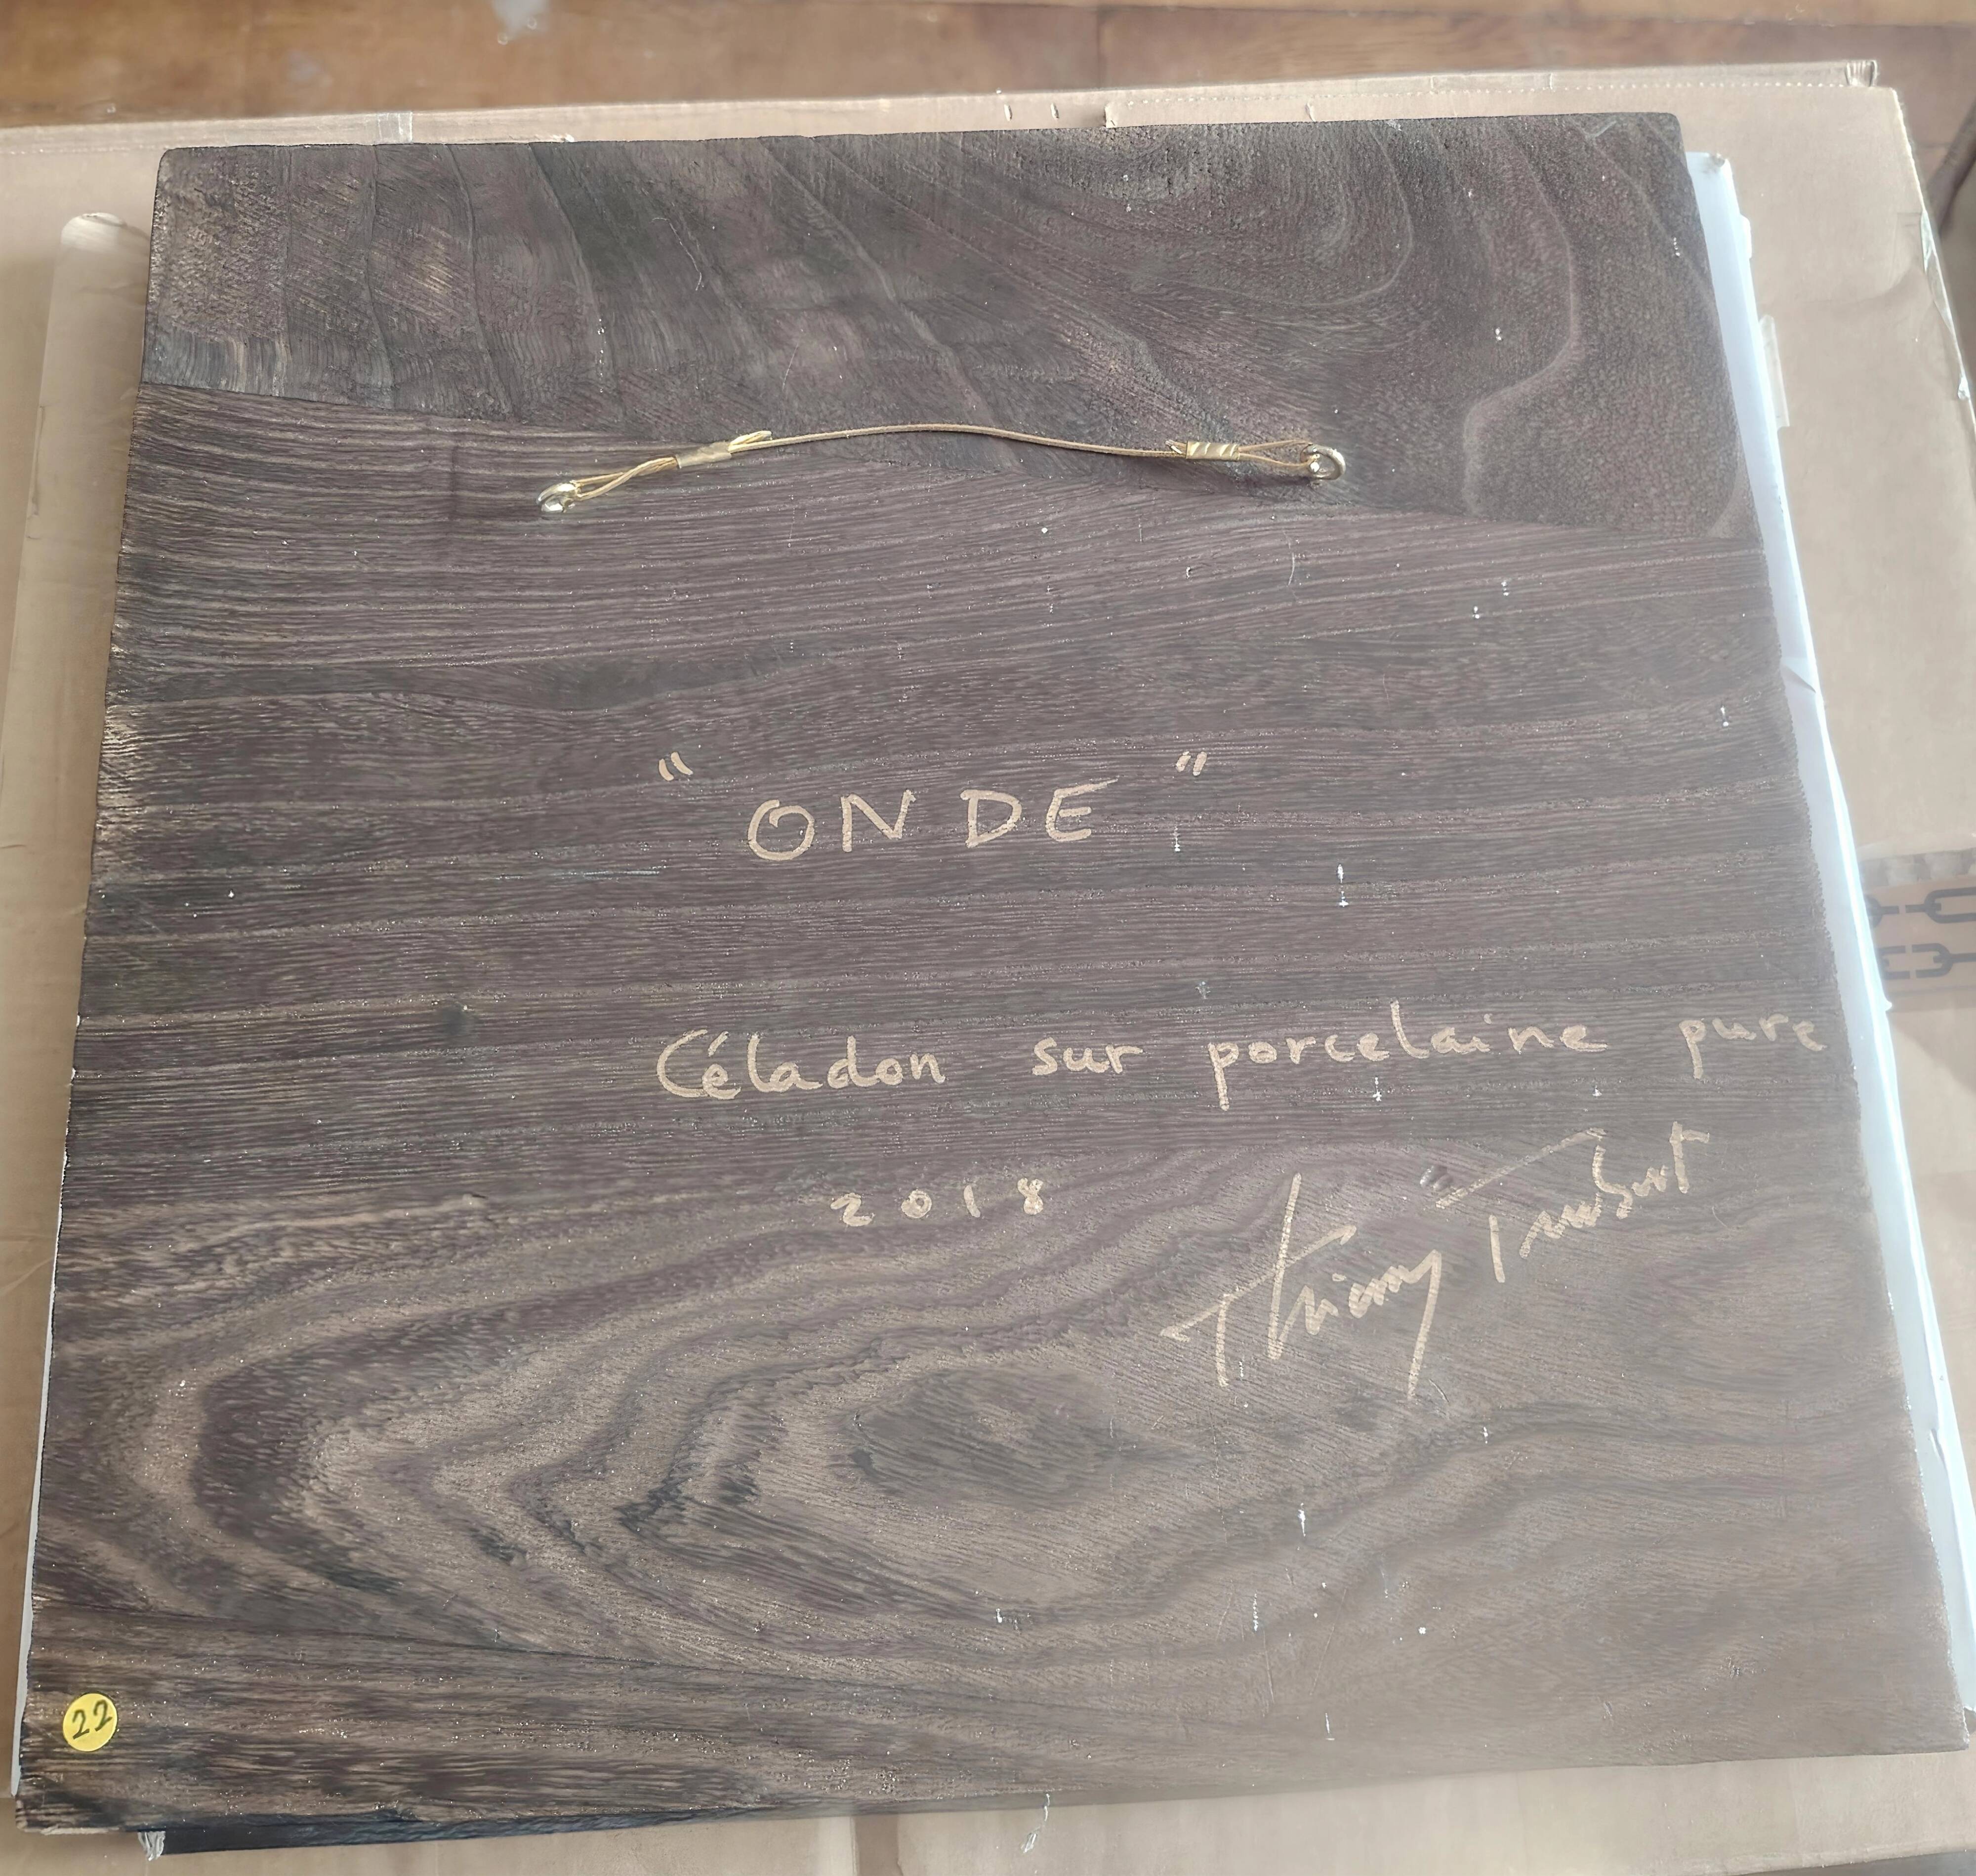 "ONDE"
Céladon sur porcelaine pure
2018
Thierry Trubert
22